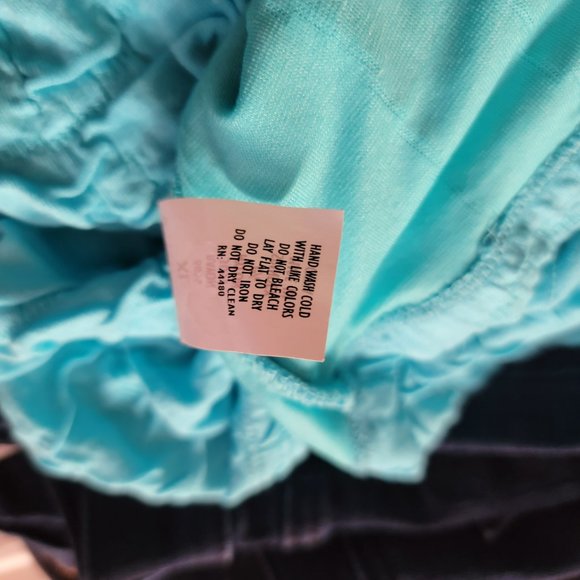 HAND WASH COLD
WITH LIKE COLORS
DO NOT BLEACH
LAY FLAT TO DRY
DO NOT IRON
DO NOT DRY CLEAN
RN: 44480